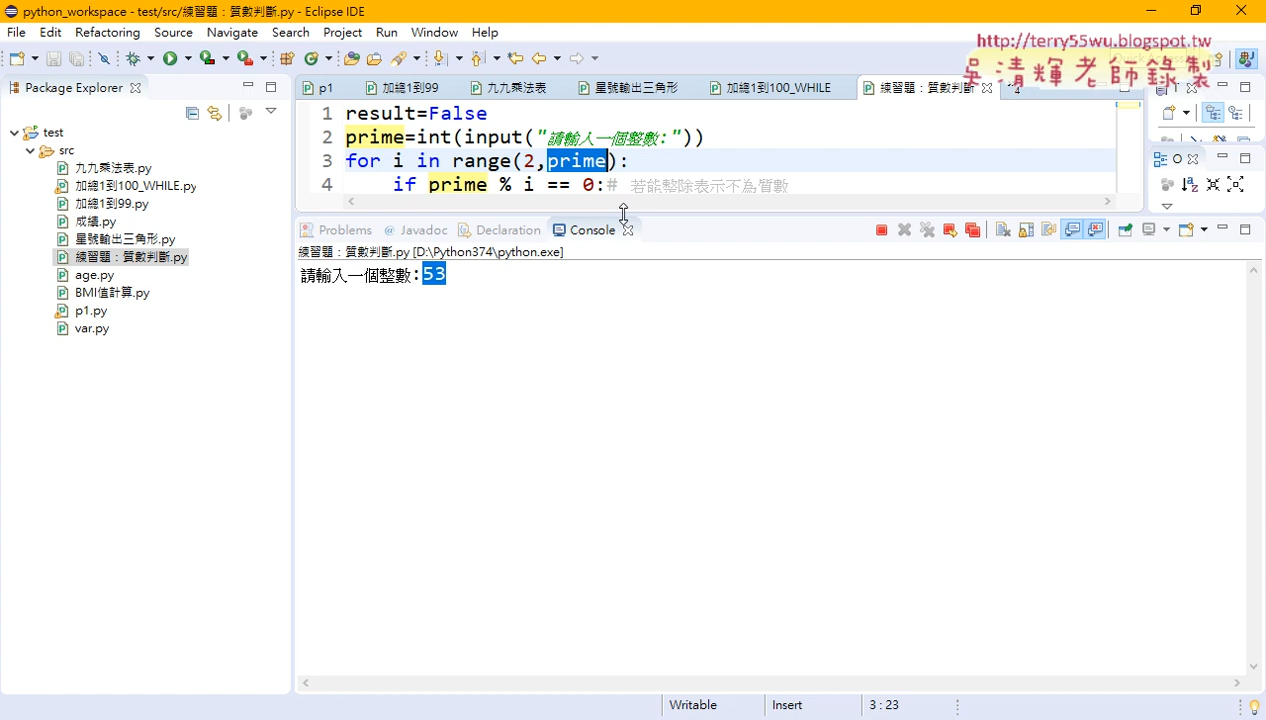 python_workspace - test/src/練習題：質數判斷.py - Eclipse IDE
File Edit Refactoring Source Navigate Search Project Run Window Help
http://terry55wu.blogspot.tw
吳清輝老師錄製
Package Explorer
p1 加總1到99 九九乘法表 星號輸出三角形 加總1到100_WHILE 練習題：質數判斷
test
src
九九乘法表.py
加總1到100_WHILE.py
加總1到99.py
成績.py
星號輸出三角形.py
練習題：質數判斷.py
age.py
BMI值計算.py
p1.py
var.py
1 result=False
2 prime=int(input("請輸入一個整數:"))
3 for i in range(2,prime):
4 if prime % i == 0:# 若能整除表示不為質數
Problems Javadoc Declaration Console
練習題：質數判斷.py [D:\Python374\python.exe]
請輸入一個整數:53
Writable Insert 3 : 23